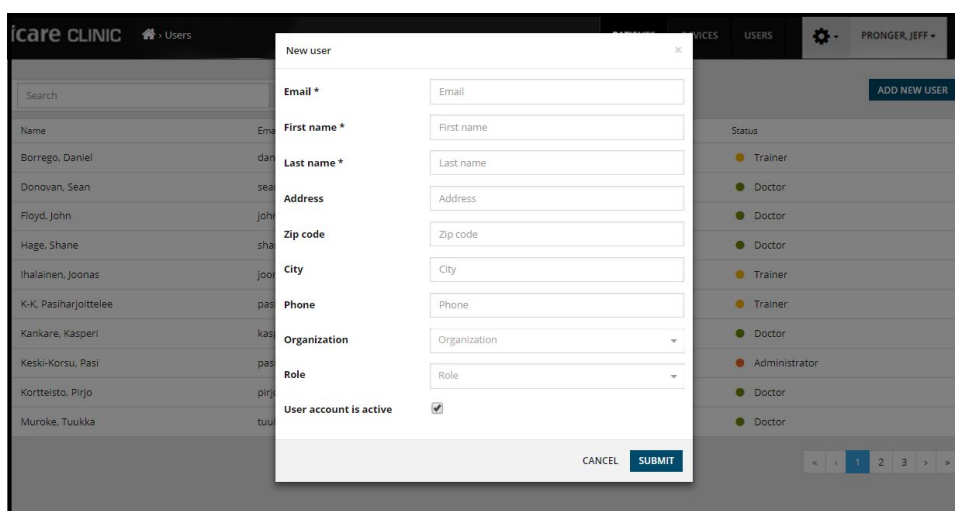 icare CLINIC › Users USERS PRONGER, JEFF
New user ×
Search ADD NEW USER
Email * Email
First name * First name
Last name * Last name
Address Address
Zip code Zip code
City City
Phone Phone
Organization Organization
Role Role
User account is active
CANCEL SUBMIT
Name Status
Borrego, Daniel Trainer
Donovan, Sean Doctor
Floyd, John Doctor
Hage, Shane Doctor
Ihalainen, Joonas Trainer
K-K, Pasiharjoittelee Trainer
Kankare, Kasperi Doctor
Keski-Korsu, Pasi Administrator
Kortteisto, Pirjo Doctor
Muroke, Tuukka Doctor
« ‹ 1 2 3 › »